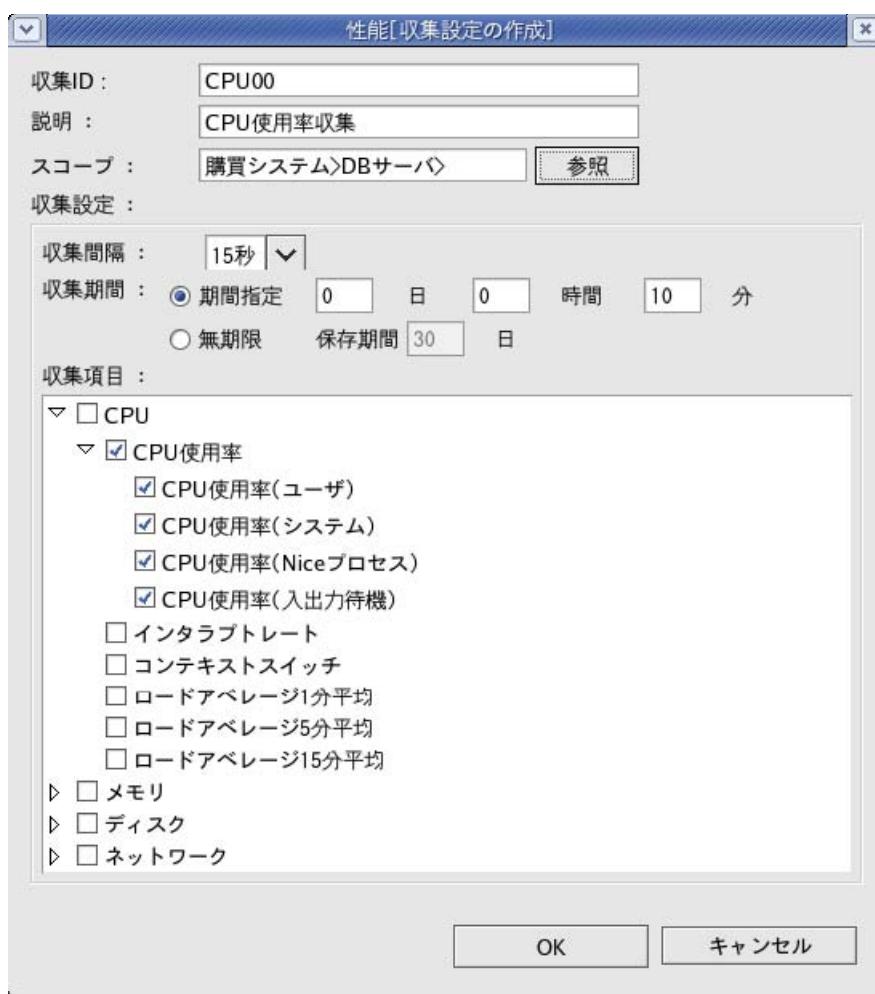 性能[収集設定の作成]
収集ID : CPU00
説明 : CPU使用率収集
スコープ : 購買システム>DBサーバ> 参照
収集設定 :
収集間隔 : 15秒
収集期間 : 期間指定 0 日 0 時間 10 分
無期限 保存期間 30 日
収集項目 :
CPU
CPU使用率
CPU使用率(ユーザ)
CPU使用率(システム)
CPU使用率(Niceプロセス)
CPU使用率(入出力待機)
インタラプトレート
コンテキストスイッチ
ロードアベレージ1分平均
ロードアベレージ5分平均
ロードアベレージ15分平均
メモリ
ディスク
ネットワーク
OK キャンセル